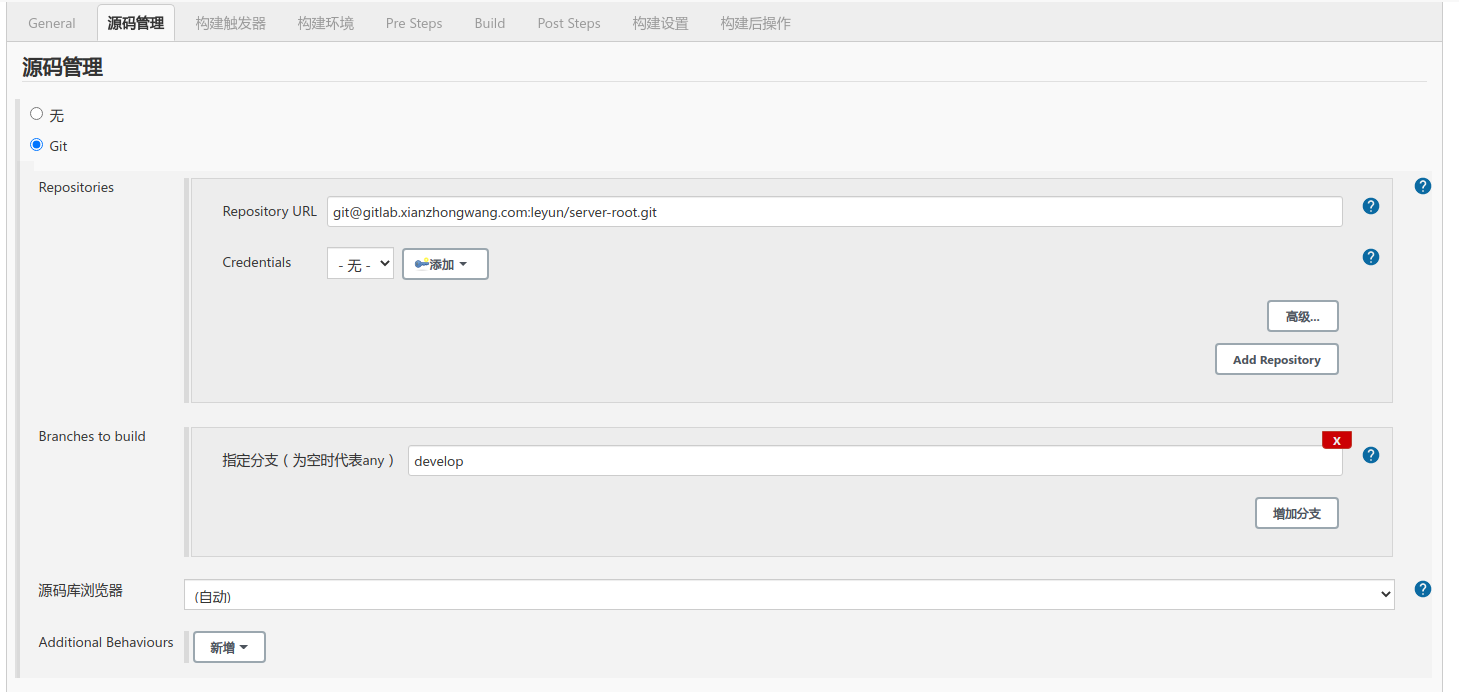 General 源码管理 构建触发器 构建环境 Pre Steps Build Post Steps 构建设置 构建后操作
源码管理
无
Git
Repositories
Repository URL git@gitlab.xianzhongwang.com:leyun/server-root.git
Credentials - 无 - 添加
高级...
Add Repository
Branches to build
X
指定分支（为空时代表any） develop
增加分支
源码库浏览器 (自动)
Additional Behaviours 新增